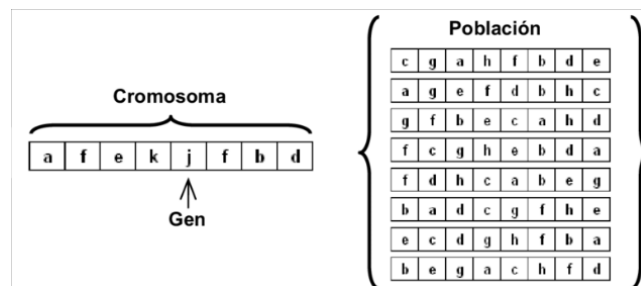 Cromosoma
a f e k j f b d
Gen
Población
c g a h f b d e
a g e f d b h c
g f b e c a h d
f c g h e b d a
f d h c a b e g
b a d c g f h e
e c d g h f b a
b e g a c h f d